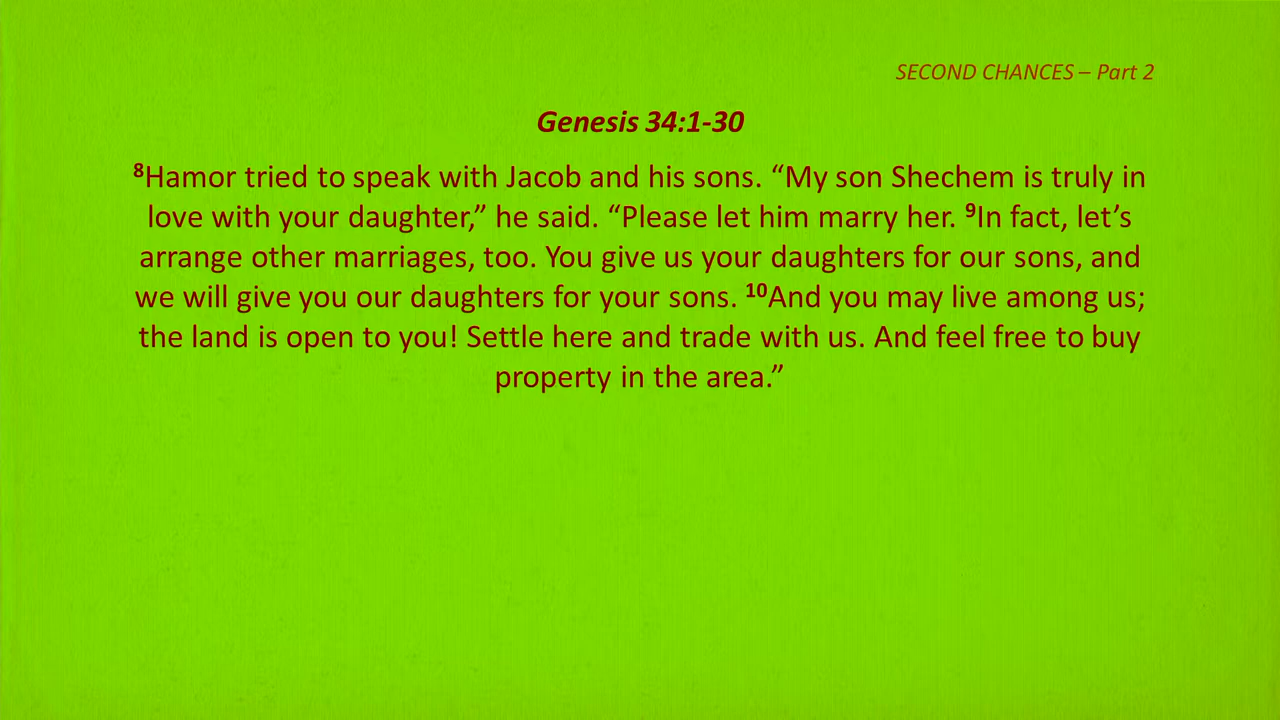 SECOND CHANCES – Part 2
Genesis 34:1-30
⁸Hamor tried to speak with Jacob and his sons. “My son Shechem is truly in
love with your daughter,” he said. “Please let him marry her. ⁹In fact, let’s
arrange other marriages, too. You give us your daughters for our sons, and
we will give you our daughters for your sons. ¹⁰And you may live among us;
the land is open to you! Settle here and trade with us. And feel free to buy
property in the area.”